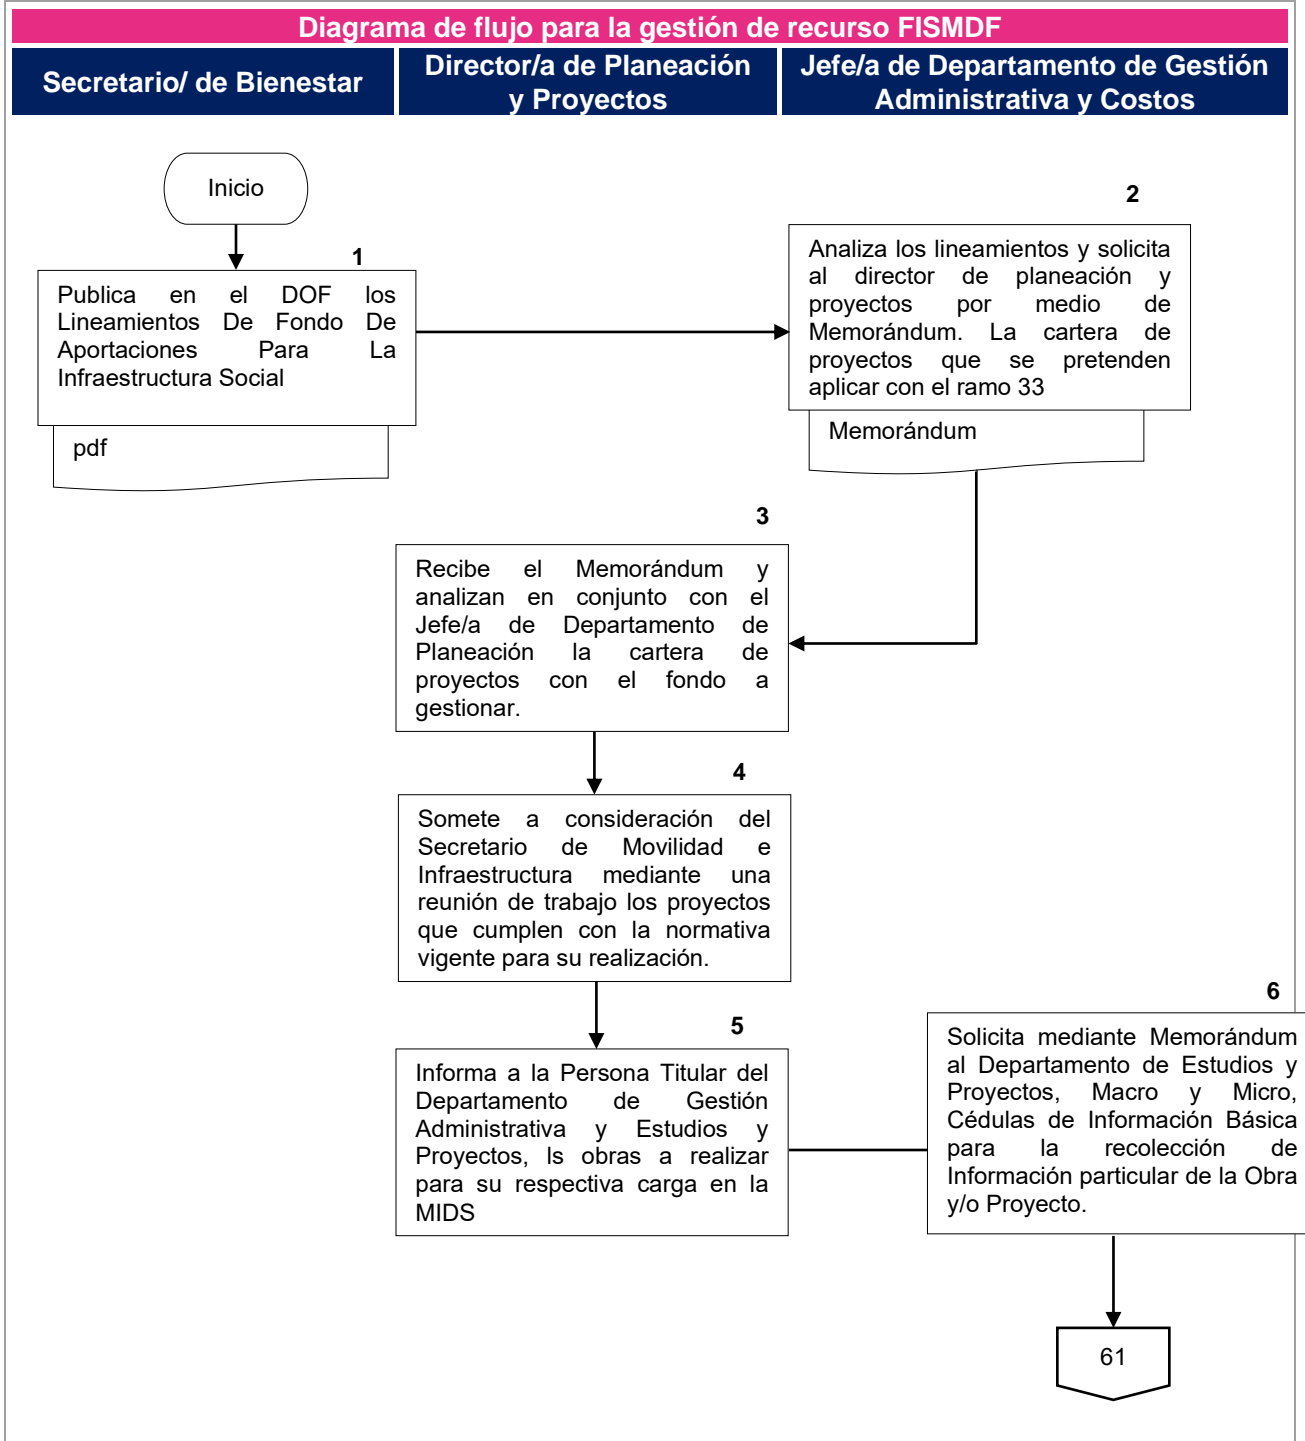 Diagrama de flujo para la gestión de recurso FISMDF
Secretario/ de Bienestar
Director/a de Planeación
y Proyectos
Jefe/a de Departamento de Gestión
Administrativa y Costos
Inicio
1
Publica en el DOF los
Lineamientos De Fondo De
Aportaciones Para La
Infraestructura Social
pdf
2
Analiza los lineamientos y solicita
al director de planeación y
proyectos por medio de
Memorándum. La cartera de
proyectos que se pretenden
aplicar con el ramo 33
Memorándum
3
Recibe el Memorándum y
analizan en conjunto con el
Jefe/a de Departamento de
Planeación la cartera de
proyectos con el fondo a
gestionar.
4
Somete a consideración del
Secretario de Movilidad e
Infraestructura mediante una
reunión de trabajo los proyectos
que cumplen con la normativa
vigente para su realización.
5
Informa a la Persona Titular del
Departamento de Gestión
Administrativa y Estudios y
Proyectos, ls obras a realizar
para su respectiva carga en la
MIDS
6
Solicita mediante Memorándum
al Departamento de Estudios y
Proyectos, Macro y Micro,
Cédulas de Información Básica
para la recolección de
Información particular de la Obra
y/o Proyecto.
61